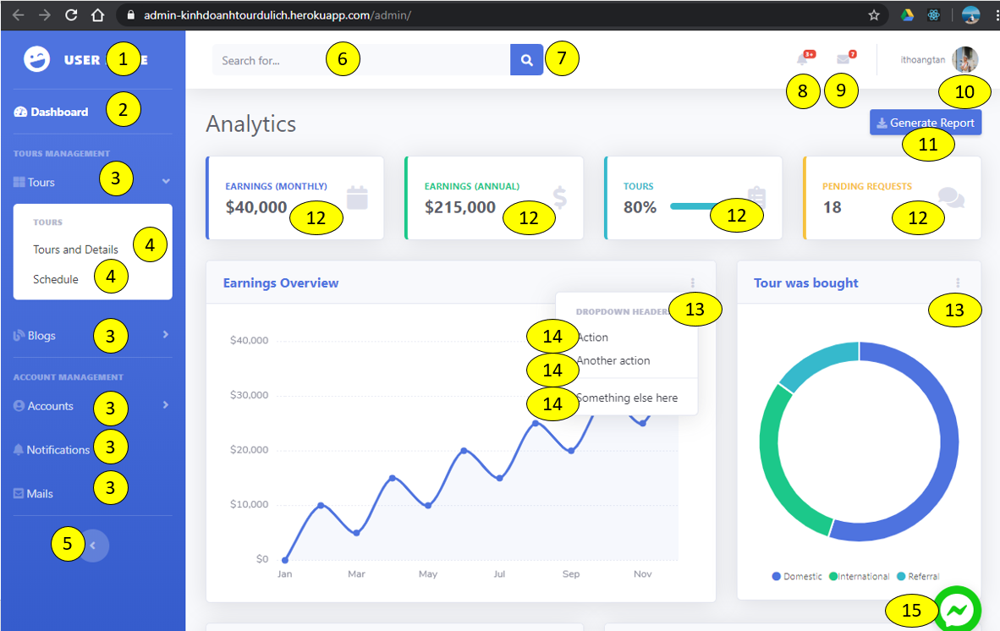 admin-kinhdoanhtourdulich.herokuapp.com/admin/
USER
1
E
Search for...
6
7
3+
8
7
9
ithoangtan
10
Dashboard
2
Analytics
Generate Report
11
TOURS MANAGEMENT
Tours
3
TOURS
Tours and Details
4
Schedule
4
Blogs
3
ACCOUNT MANAGEMENT
Accounts
3
Notifications
3
Mails
3
5
EARNINGS (MONTHLY)
$40,000
12
EARNINGS (ANNUAL)
$215,000
12
TOURS
80%
12
PENDING REQUESTS
18
12
Earnings Overview
13
DROPDOWN HEADER
14
Action
14
Another action
14
Something else here
$40,000
$30,000
$20,000
$10,000
$0
Jan
Mar
May
Jul
Sep
Nov
Tour was bought
13
Domestic
International
Referral
15